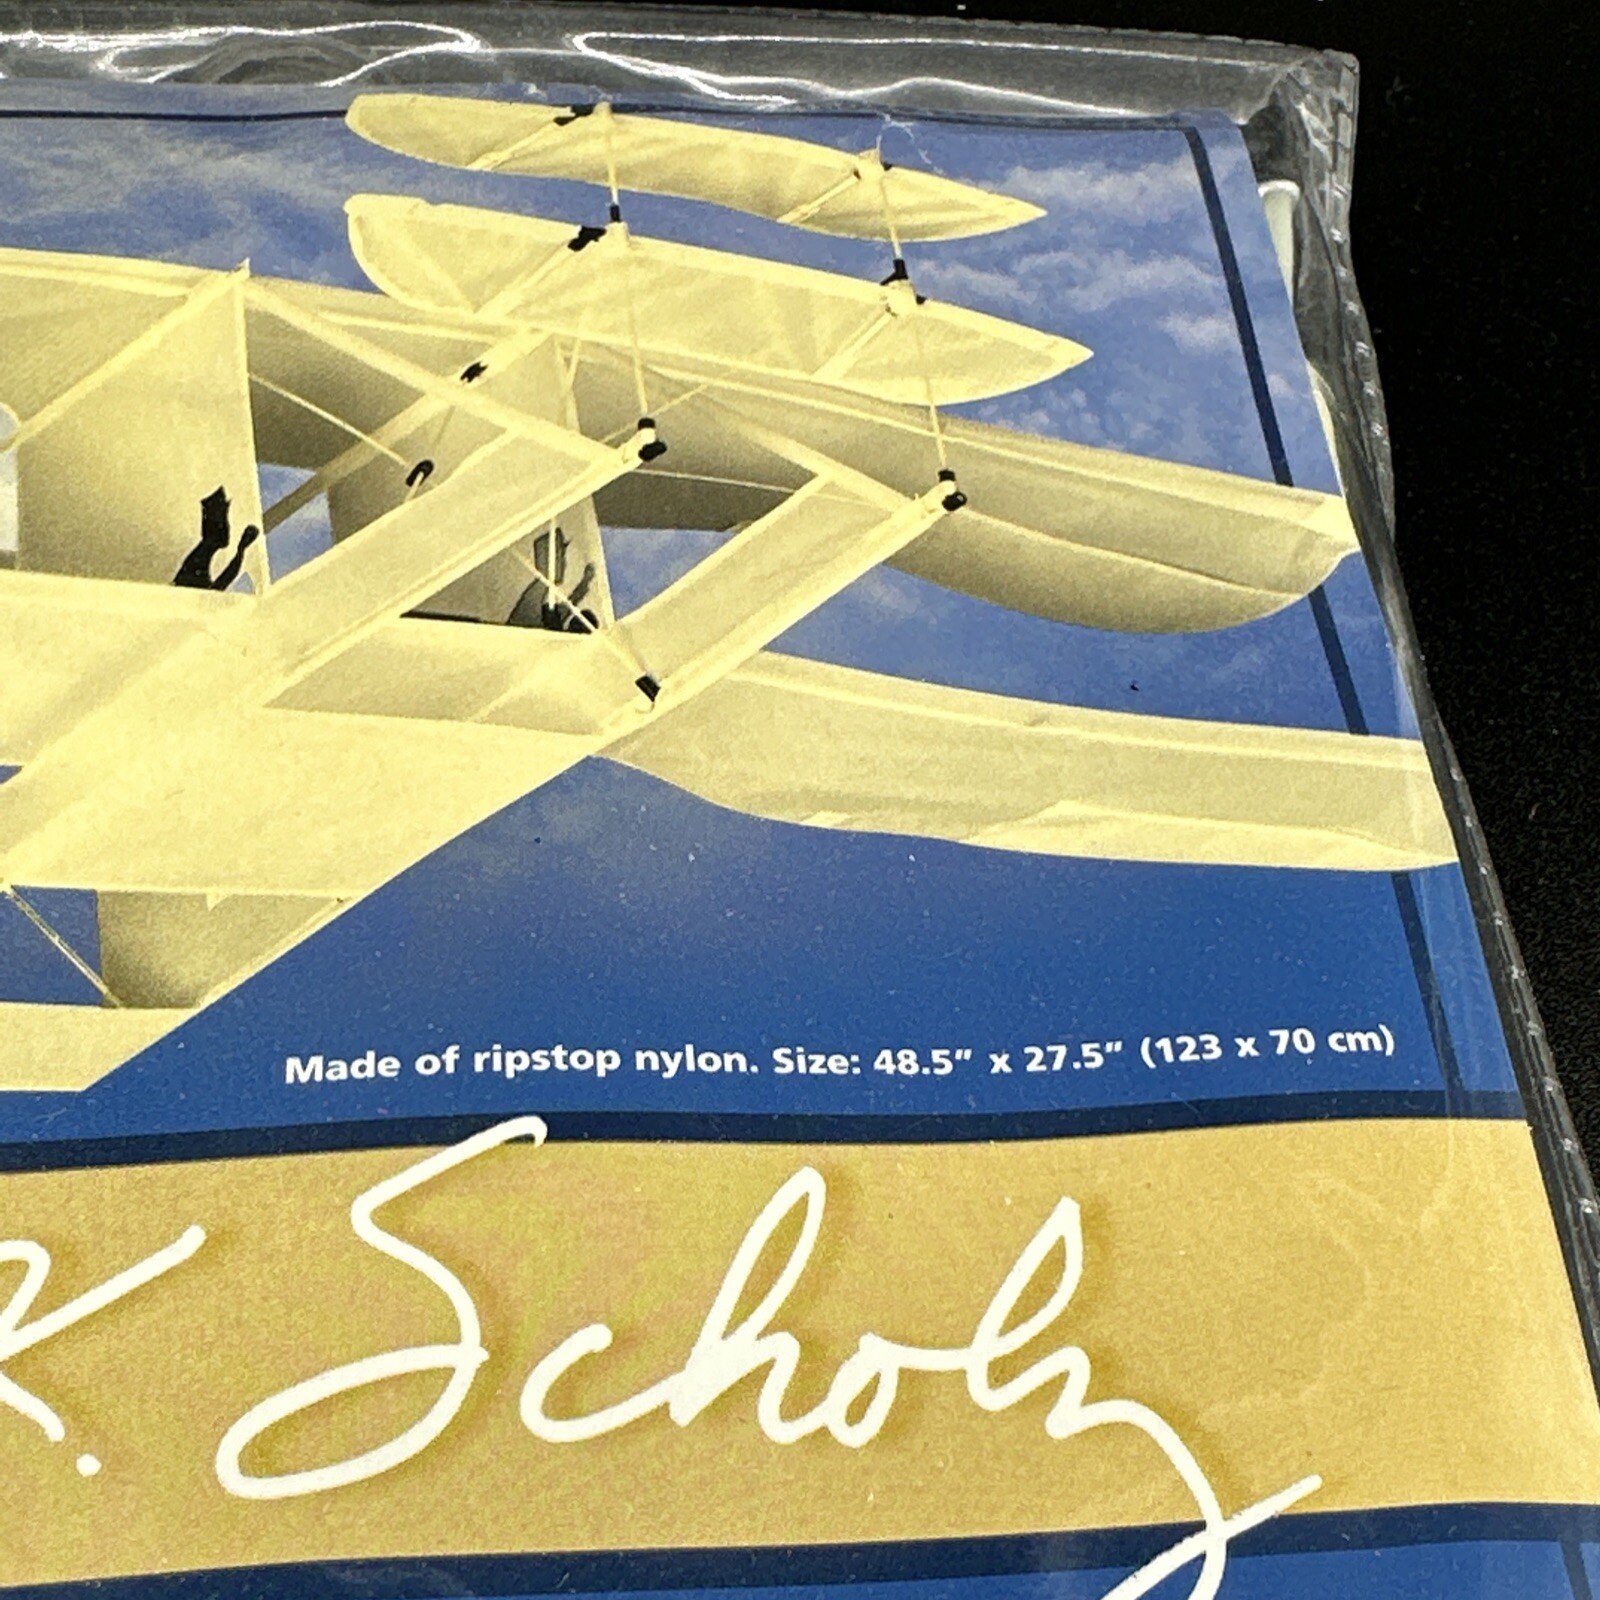 Made of ripstop nylon. Size: 48.5” x 27.5” (123 x 70 cm)
K. Scholz